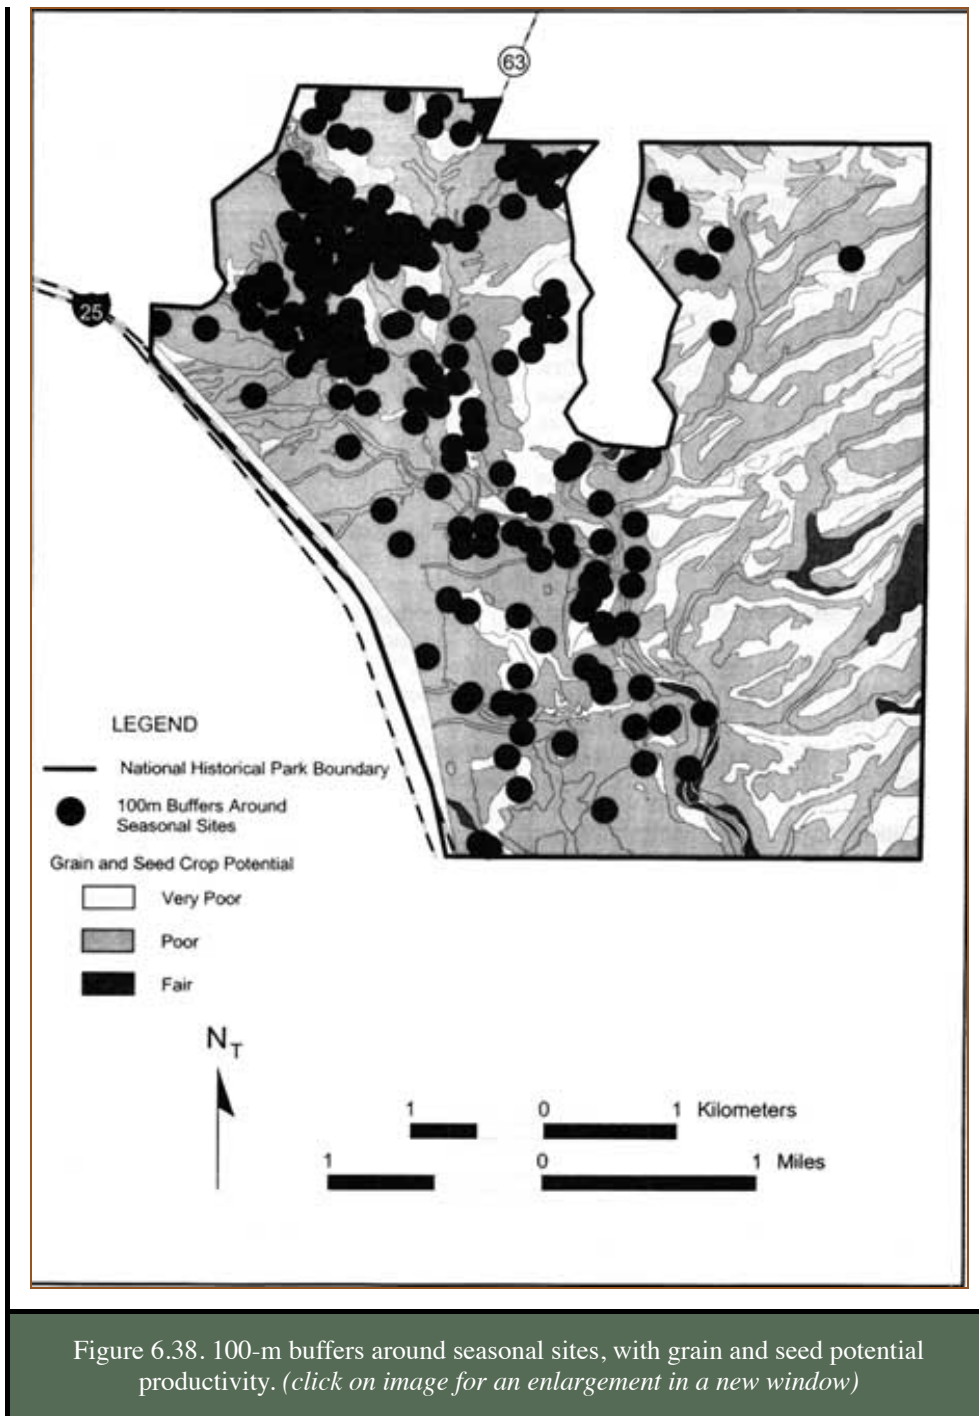 63
25
LEGEND
National Historical Park Boundary
100m Buffers Around
Seasonal Sites
Grain and Seed Crop Potential
Very Poor
Poor
Fair
N T
1 0 1 Kilometers
1 0 1 Miles
Figure 6.38. 100-m buffers around seasonal sites, with grain and seed potential
productivity. (click on image for an enlargement in a new window)